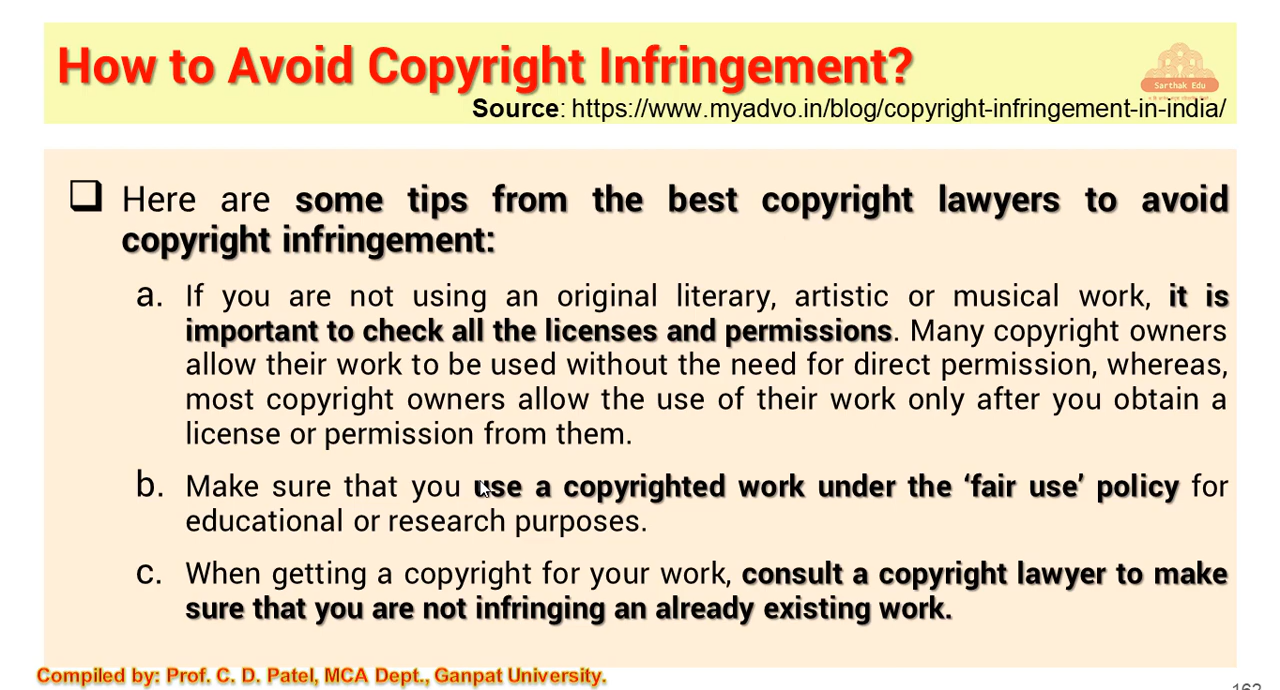 How to Avoid Copyright Infringement?
Sarthak Edu
Source: https://www.myadvo.in/blog/copyright-infringement-in-india/
❑ Here are some tips from the best copyright lawyers to avoid
copyright infringement:
a. If you are not using an original literary, artistic or musical work, it is
important to check all the licenses and permissions. Many copyright owners
allow their work to be used without the need for direct permission, whereas,
most copyright owners allow the use of their work only after you obtain a
license or permission from them.
b. Make sure that you use a copyrighted work under the ‘fair use’ policy for
educational or research purposes.
c. When getting a copyright for your work, consult a copyright lawyer to make
sure that you are not infringing an already existing work.
Compiled by: Prof. C. D. Patel, MCA Dept., Ganpat University.